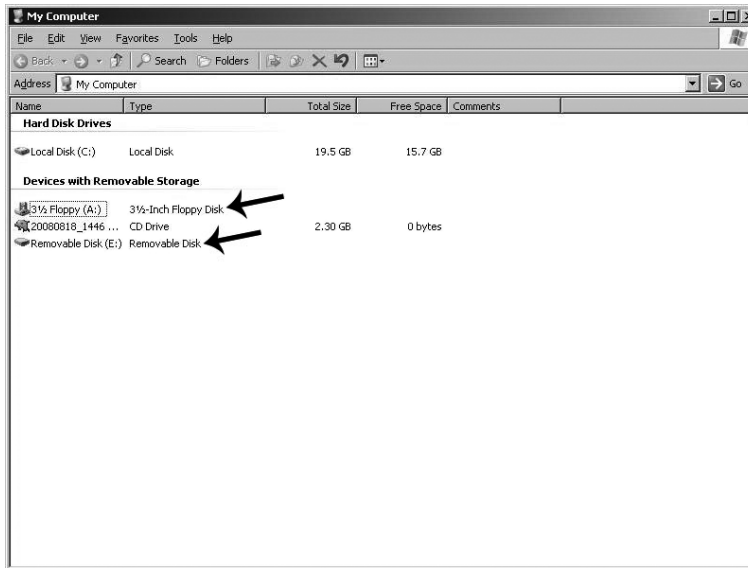 My Computer
File Edit View Favorites Tools Help
Back Search Folders
Address My Computer Go
Name Type Total Size Free Space Comments
Hard Disk Drives
Local Disk (C:) Local Disk 19.5 GB 15.7 GB
Devices with Removable Storage
3½ Floppy (A:) 3½-Inch Floppy Disk
20080818_1446 ... CD Drive 2.30 GB 0 bytes
Removable Disk (E:) Removable Disk